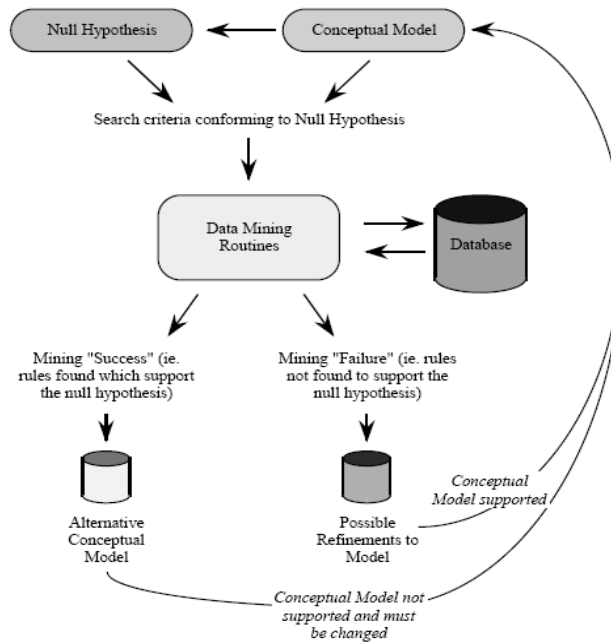 Null Hypothesis
Conceptual Model
Search criteria conforming to Null Hypothesis
Data Mining
Routines
Database
Mining "Success" (ie.
rules found which support
the null hypothesis)
Mining "Failure" (ie. rules
not found to support the
null hypothesis)
Conceptual
Model supported
Alternative
Conceptual
Model
Possible
Refinements to
Model
Conceptual Model not
supported and must
be changed